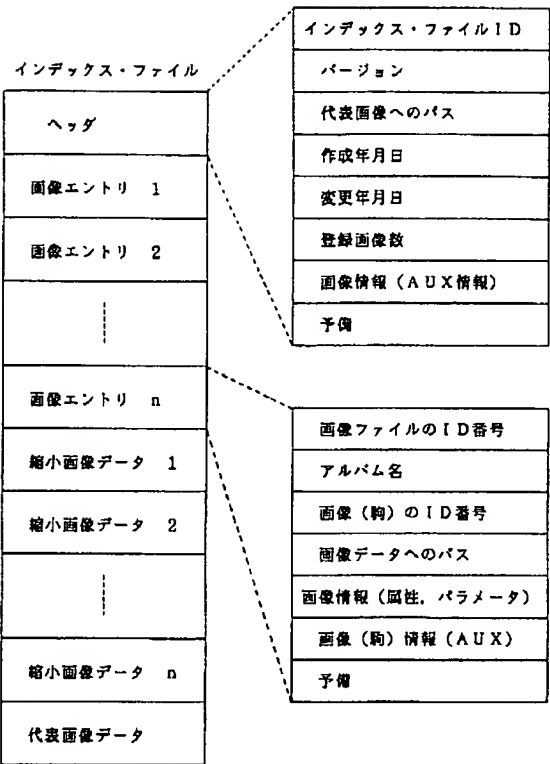 インデックス・ファイル
ヘッダ
画像エントリ 1
画像エントリ 2
画像エントリ n
縮小画像データ 1
縮小画像データ 2
縮小画像データ n
代表画像データ
インデックス・ファイルID
バージョン
代表画像へのパス
作成年月日
変更年月日
登録画像数
画像情報(AUX情報)
予備
画像ファイルのID番号
アルバム名
画像(駒)のID番号
画像データへのパス
画像情報(属性,パラメータ)
画像(駒)情報(AUX)
予備